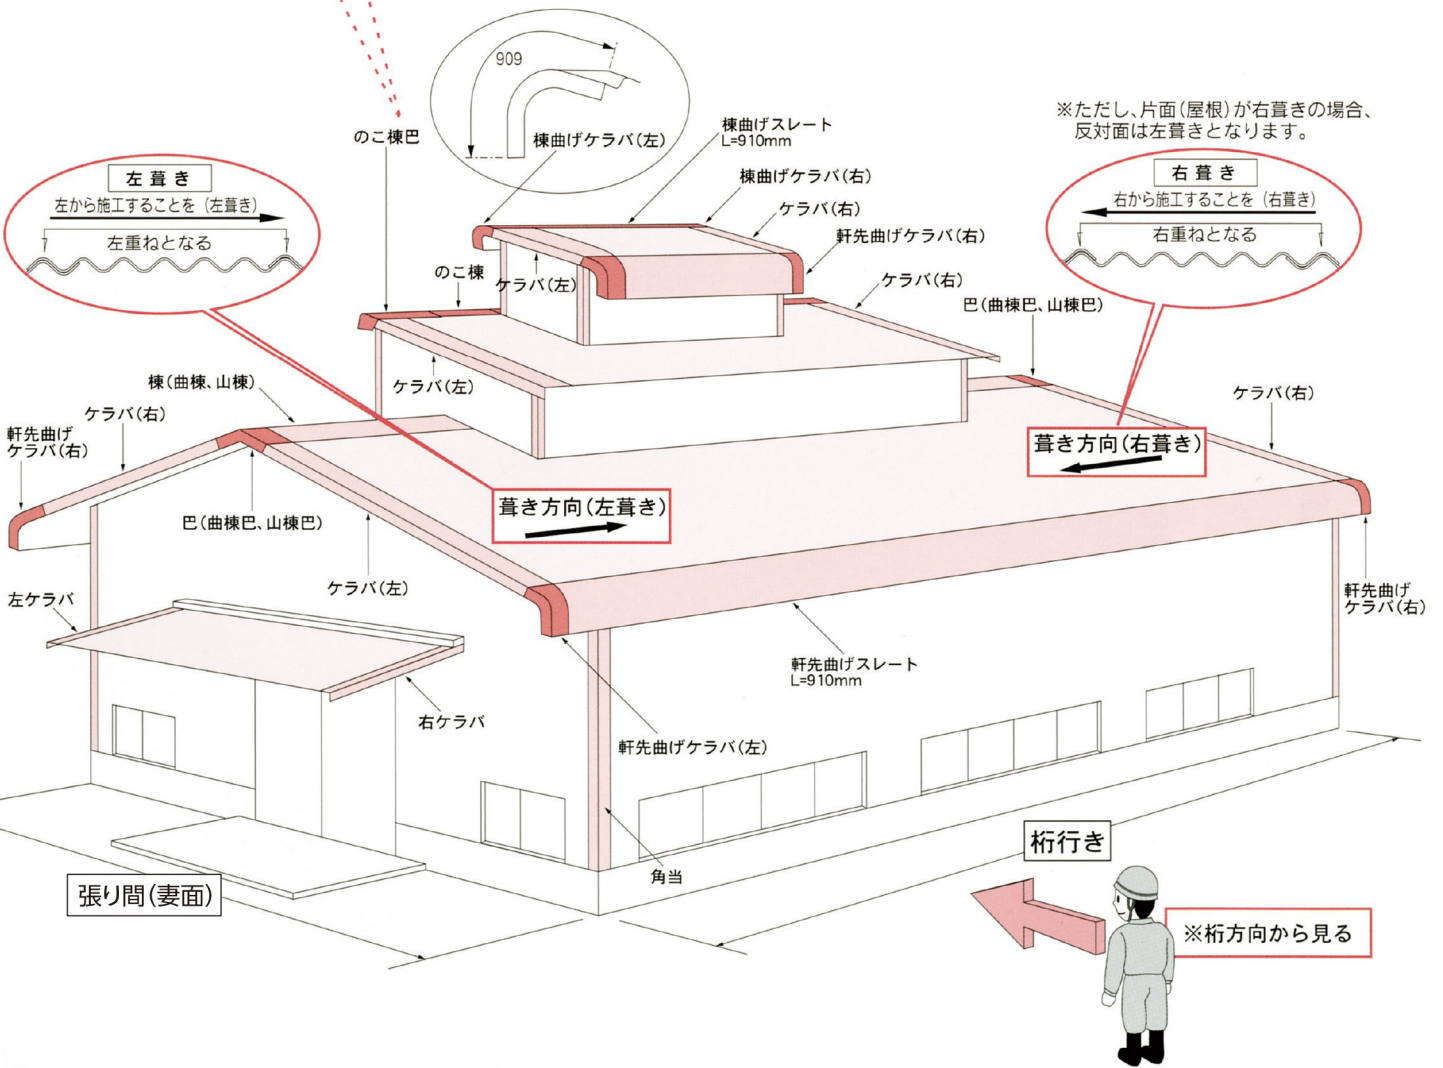 909
のこ棟巴
棟曲げケラバ(左)
棟曲げスレート
L=910mm
※ただし、片面(屋根)が右葺きの場合、
反対面は左葺きとなります。
左葺き
左から施工することを(左葺き)
左重ねとなる
右葺き
右から施工することを(右葺き)
右重ねとなる
棟曲げケラバ(右)
ケラバ(右)
軒先曲げケラバ(右)
のこ棟
ケラバ(左)
ケラバ(右)
巴(曲棟巴、山棟巴)
ケラバ(左)
棟(曲棟、山棟)
ケラバ(右)
ケラバ(右)
軒先曲げ
ケラバ(右)
葺き方向(右葺き)
葺き方向(左葺き)
巴(曲棟巴、山棟巴)
ケラバ(左)
左ケラバ
軒先曲げ
ケラバ(右)
軒先曲げスレート
L=910mm
右ケラバ
軒先曲げケラバ(左)
桁行き
角当
張り間(妻面)
※桁方向から見る